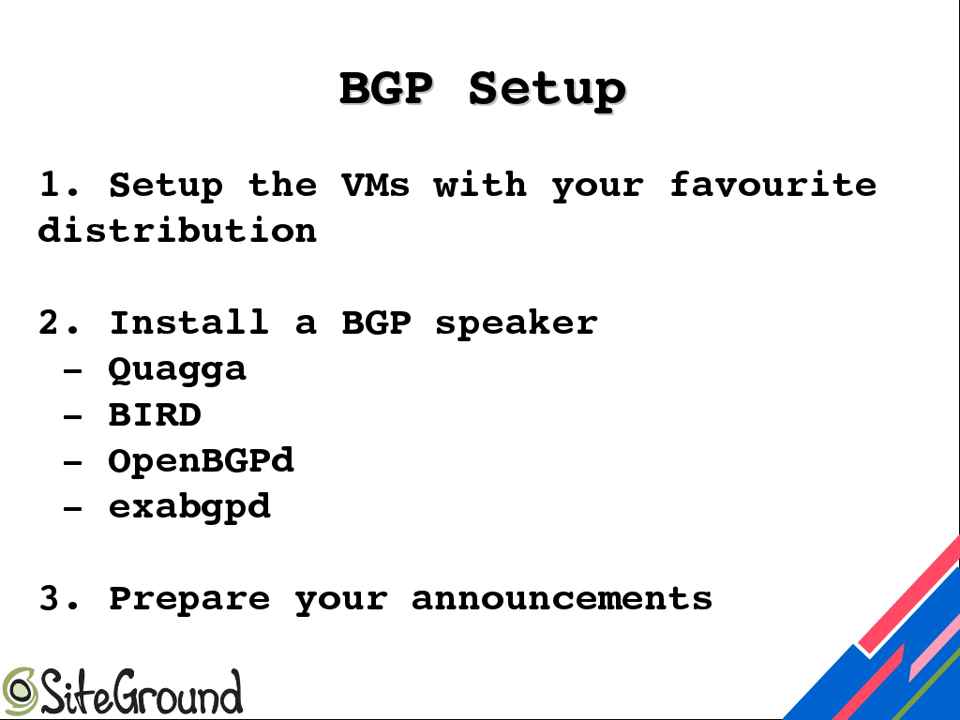 BGP Setup
1. Setup the VMs with your favourite
distribution
2. Install a BGP speaker
- Quagga
- BIRD
- OpenBGPd
- exabgpd
3. Prepare your announcements
SiteGround